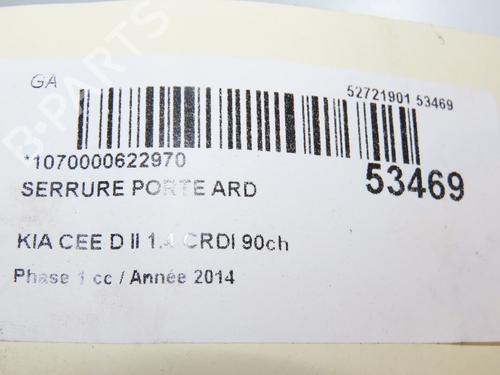 GA
52721901 53469
*1070000622970
53469
SERRURE PORTE ARD
KIA CEE D II 1.4 CRDI 90ch
Phase 1 cc / Année 2014
B-PARTS